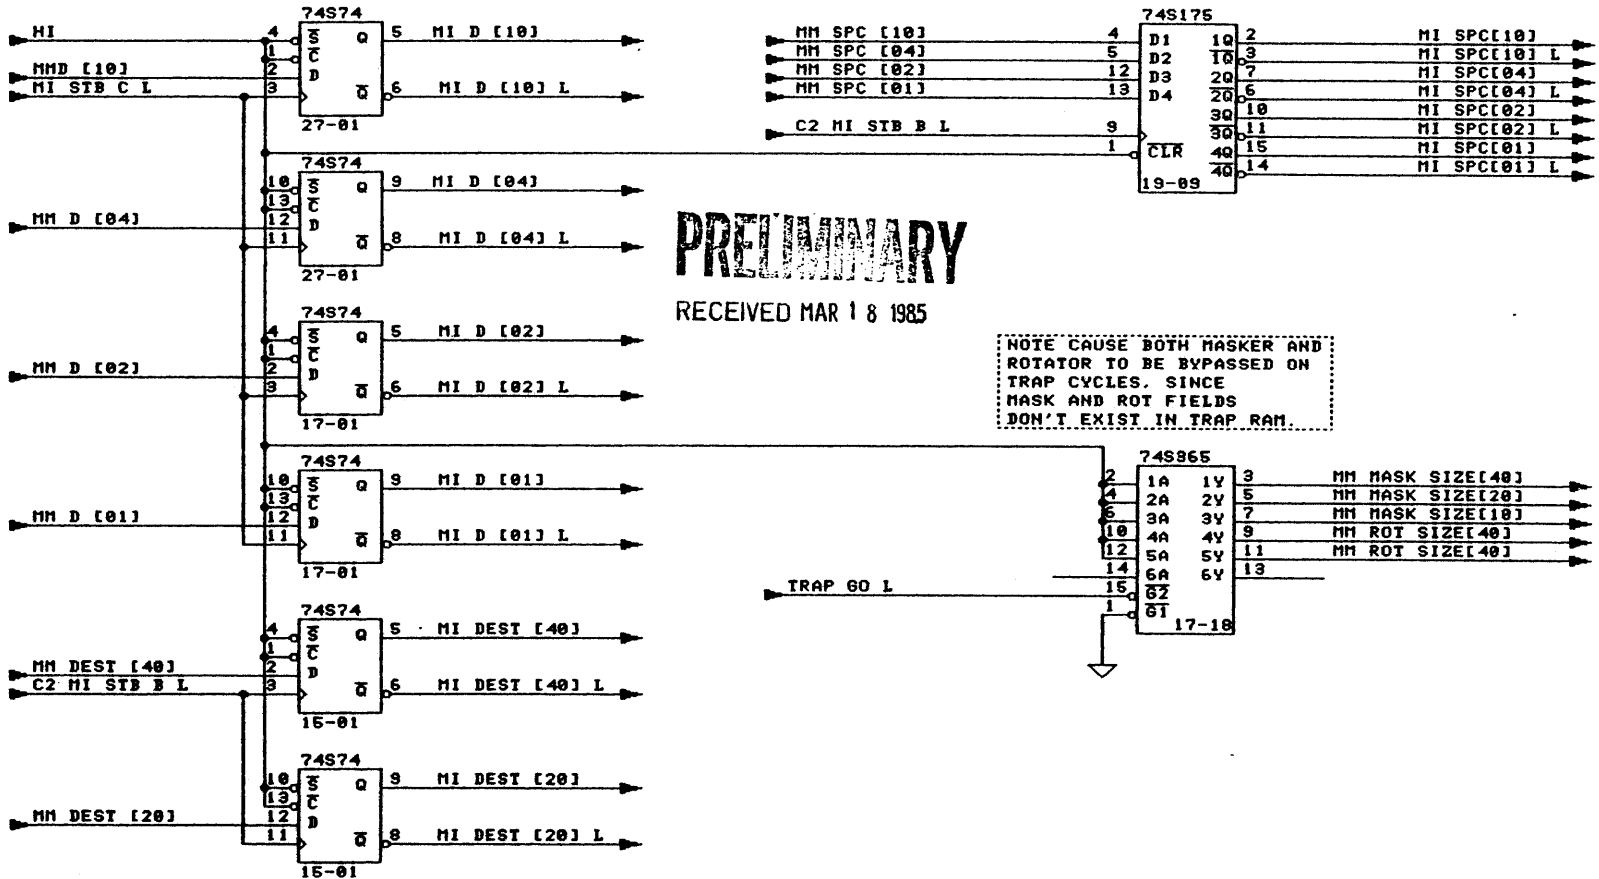 74S74
HI
4
S
Q
5
MI D [10]
1
C
MMD [10]
2
D
MI STB C L
3
Q
6
MI D [10] L
27-01
74S74
10
S
Q
9
MI D [04]
13
C
MM D [04]
12
D
11
Q
8
MI D [04] L
27-01
74S74
4
S
Q
5
MI D [02]
1
C
MM D [02]
2
D
3
Q
6
MI D [02] L
17-01
74S74
10
S
Q
9
MI D [01]
13
C
MM D [01]
12
D
11
Q
8
MI D [01] L
17-01
74S74
4
S
Q
5
MI DEST [40]
1
C
MM DEST [40]
2
D
C2 MI STB B L
3
Q
6
MI DEST [40] L
15-01
74S74
10
S
Q
9
MI DEST [20]
13
C
MM DEST [20]
12
D
11
Q
8
MI DEST [20] L
15-01
74S175
MM SPC [10]
4
D1
1Q
2
MI SPC[10]
MM SPC [04]
5
D2
1Q
3
MI SPC[10] L
MM SPC [02]
12
D3
2Q
7
MI SPC[04]
MM SPC [01]
13
D4
2Q
6
MI SPC[04] L
3Q
10
MI SPC[02]
C2 MI STB B L
9
3Q
11
MI SPC[02] L
1
CLR
4Q
15
MI SPC[01]
4Q
14
MI SPC[01] L
19-09
PRELIMINARY
RECEIVED MAR 18 1985
NOTE CAUSE BOTH MASKER AND
ROTATOR TO BE BYPASSED ON
TRAP CYCLES. SINCE
MASK AND ROT FIELDS
DON'T EXIST IN TRAP RAM.
74S365
2
1A
1Y
3
MM MASK SIZE[40]
4
2A
2Y
5
MM MASK SIZE[20]
6
3A
3Y
7
MM MASK SIZE[10]
10
4A
4Y
9
MM ROT SIZE[40]
12
5A
5Y
11
MM ROT SIZE[40]
14
6A
6Y
13
TRAP GO L
15
G2
1
G1
17-18